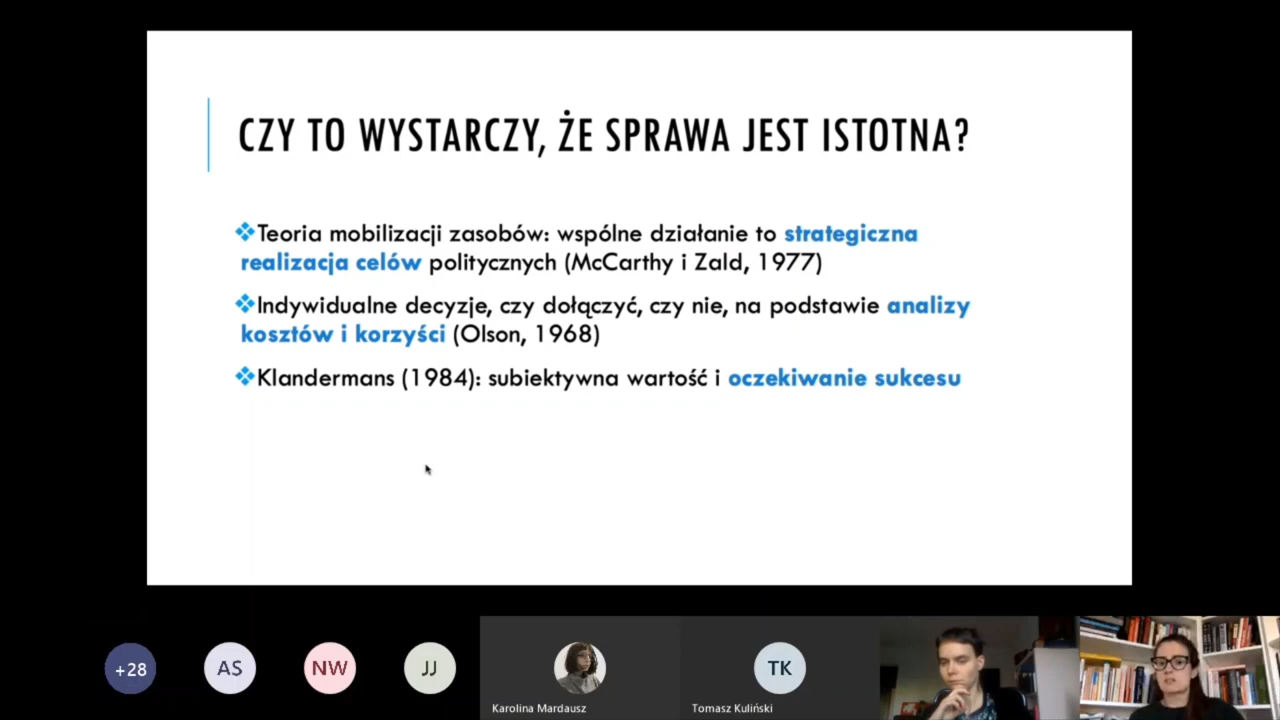 CZY TO WYSTARCZY, ŻE SPRAWA JEST ISTOTNA?
Teoria mobilizacji zasobów: wspólne działanie to strategiczna
realizacja celów politycznych (McCarthy i Zald, 1977)
Indywidualne decyzje, czy dołączyć, czy nie, na podstawie analizy
kosztów i korzyści (Olson, 1968)
Klandermans (1984): subiektywna wartość i oczekiwanie sukcesu
+28
AS
NW
JJ
TK
Karolina Mardausz
Tomasz Kuliński